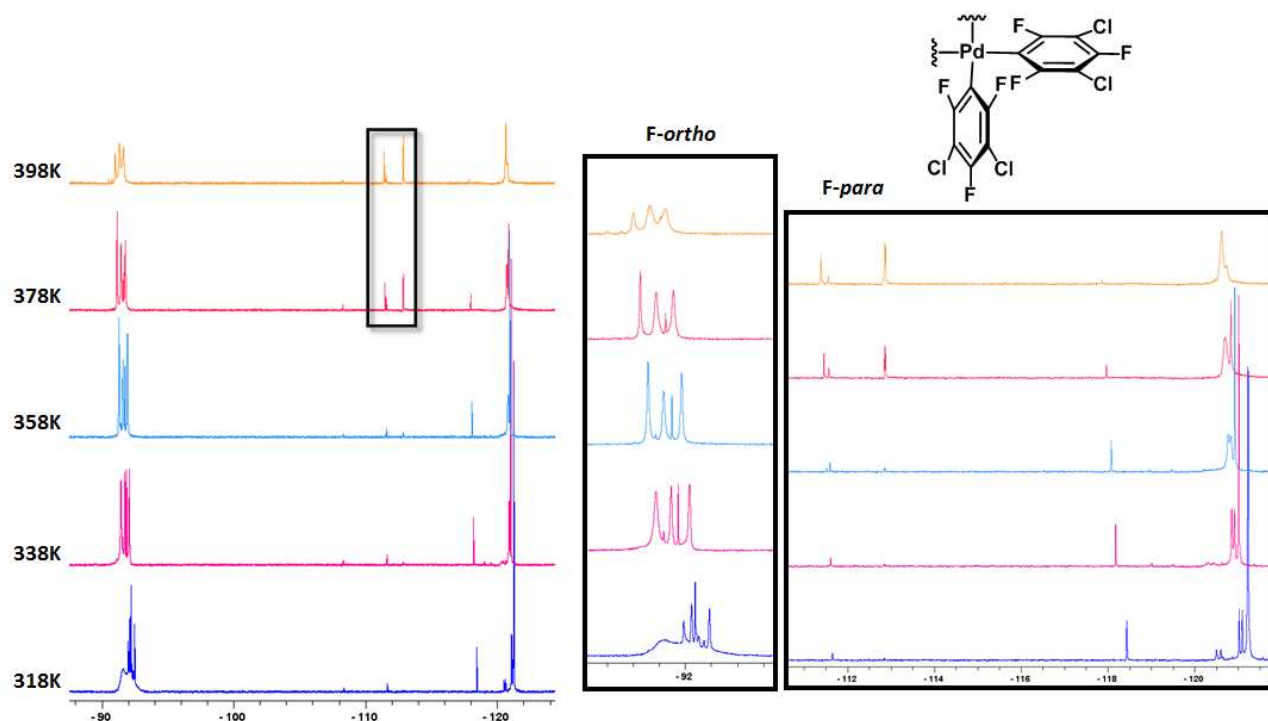 F
Cl
Pd
F
F
F
Cl
F
F
Cl
Cl
F
F-ortho
F-para
398K
378K
358K
338K
318K
-90
-100
-110
-120
-92
-112
-114
-116
-118
-120